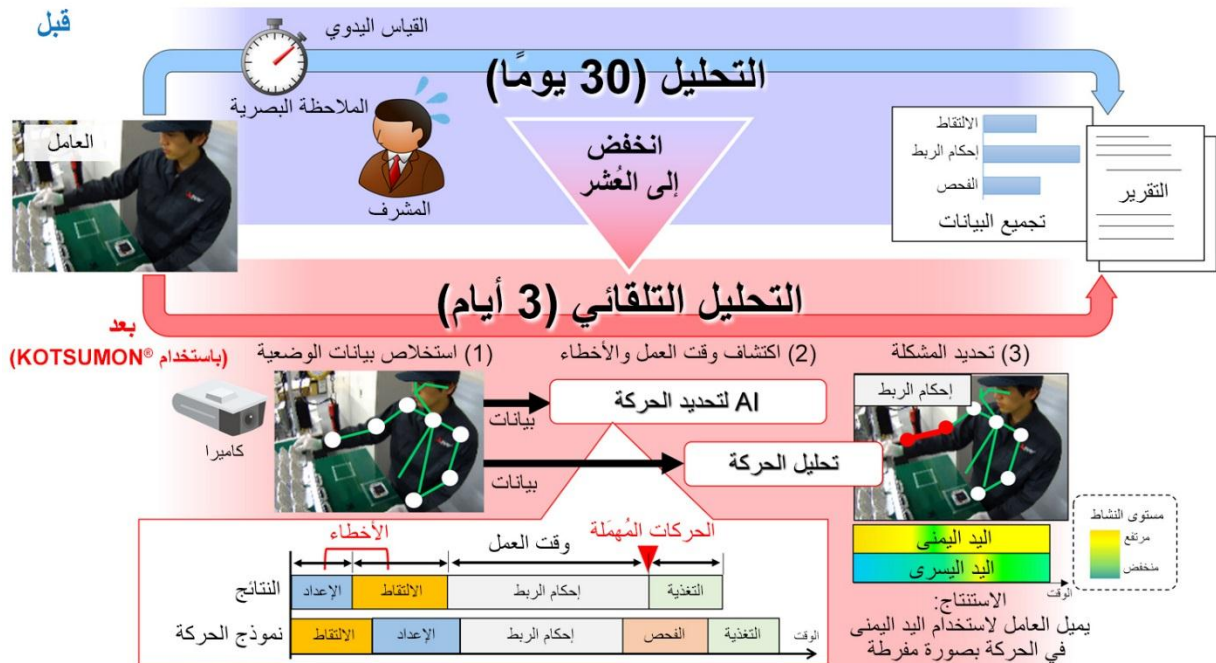 قبل
القياس اليدوي
التحليل (30 يومًا)
الملاحظة البصرية
العامل
المشرف
انخفض
إلى العُشر
الالتقاط
إحكام الربط
الفحص
تجميع البيانات
التقرير
التحليل التلقائي (3 أيام)
بعد
(باستخدام KOTSUMON®)
(1) استخلاص بيانات الوضعية
(2) اكتشاف وقت العمل والأخطاء
(3) تحديد المشكلة
كاميرا
بيانات
AI لتحديد الحركة
بيانات
تحليل الحركة
إحكام الربط
مستوى النشاط
مرتفع
منخفض
اليد اليمنى
اليد اليسرى
الوقت
الاستنتاج:
يميل العامل لاستخدام اليد اليمنى
في الحركة بصورة مفرطة
الأخطاء
وقت العمل
الحركات المُهمَلة
النتائج
الإعداد
الالتقاط
إحكام الربط
التغذية
نموذج الحركة
الالتقاط
الإعداد
إحكام الربط
الفحص
التغذية
الوقت